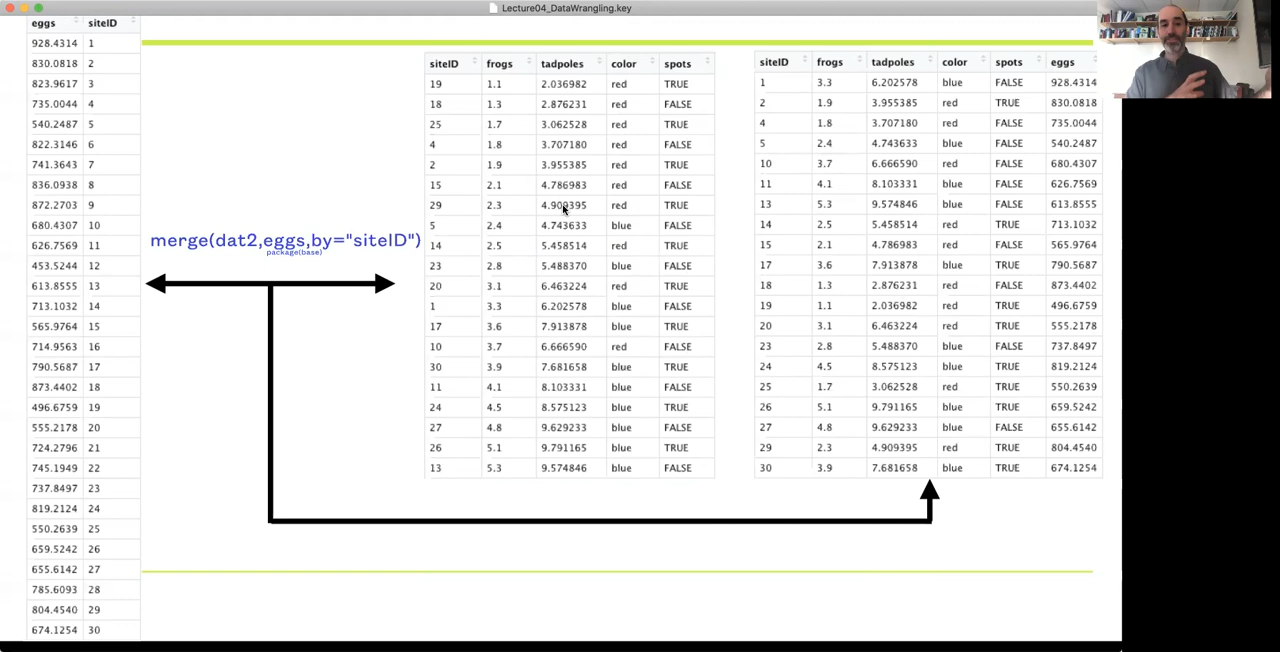 Lecture04_DataWrangling.key
eggs siteID
928.4314 1
830.0818 2
823.9617 3
735.0044 4
540.2487 5
822.3146 6
741.3643 7
836.0938 8
872.2703 9
680.4307 10
626.7569 11
453.5244 12
613.8555 13
713.1032 14
565.9764 15
714.9563 16
790.5687 17
873.4402 18
496.6759 19
555.2178 20
724.2796 21
745.1949 22
737.8497 23
819.2124 24
550.2639 25
659.5242 26
655.6142 27
785.6093 28
804.4540 29
674.1254 30
merge(dat2,eggs,by="siteID")
package(base)
siteID frogs tadpoles color spots
19 1.1 2.036982 red TRUE
18 1.3 2.876231 red FALSE
25 1.7 3.062528 red TRUE
4 1.8 3.707180 red FALSE
2 1.9 3.955385 red TRUE
15 2.1 4.786983 red FALSE
29 2.3 4.909395 red TRUE
5 2.4 4.743633 blue FALSE
14 2.5 5.458514 red TRUE
23 2.8 5.488370 blue FALSE
20 3.1 6.463224 red TRUE
1 3.3 6.202578 blue FALSE
17 3.6 7.913878 blue TRUE
10 3.7 6.666590 red FALSE
30 3.9 7.681658 blue TRUE
11 4.1 8.103331 blue FALSE
24 4.5 8.575123 blue TRUE
27 4.8 9.629233 blue FALSE
26 5.1 9.791165 blue TRUE
13 5.3 9.574846 blue FALSE
siteID frogs tadpoles color spots eggs
1 3.3 6.202578 blue FALSE 928.4314
2 1.9 3.955385 red TRUE 830.0818
4 1.8 3.707180 red FALSE 735.0044
5 2.4 4.743633 blue FALSE 540.2487
10 3.7 6.666590 red FALSE 680.4307
11 4.1 8.103331 blue FALSE 626.7569
13 5.3 9.574846 blue FALSE 613.8555
14 2.5 5.458514 red TRUE 713.1032
15 2.1 4.786983 red FALSE 565.9764
17 3.6 7.913878 blue TRUE 790.5687
18 1.3 2.876231 red FALSE 873.4402
19 1.1 2.036982 red TRUE 496.6759
20 3.1 6.463224 red TRUE 555.2178
23 2.8 5.488370 blue FALSE 737.8497
24 4.5 8.575123 blue TRUE 819.2124
25 1.7 3.062528 red TRUE 550.2639
26 5.1 9.791165 blue TRUE 659.5242
27 4.8 9.629233 blue FALSE 655.6142
29 2.3 4.909395 red TRUE 804.4540
30 3.9 7.681658 blue TRUE 674.1254